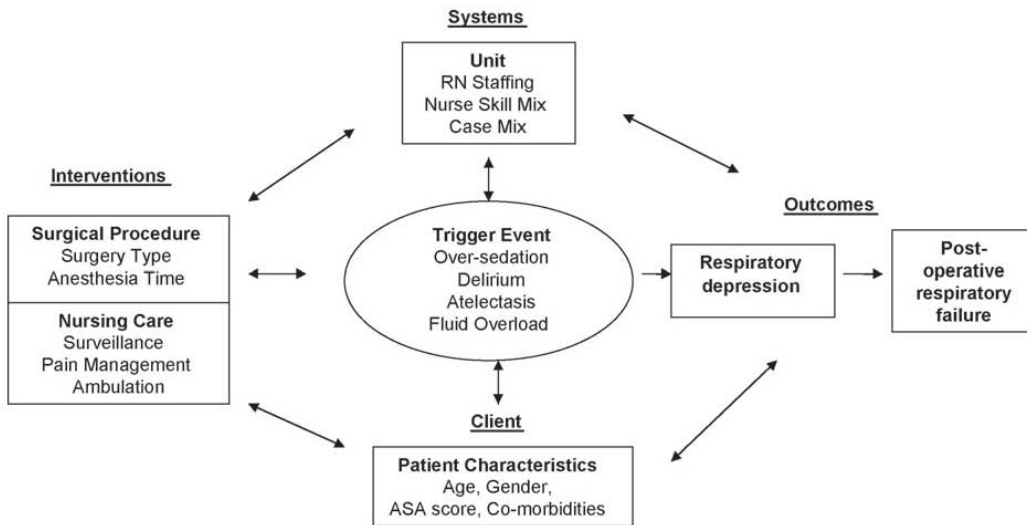 Systems
Unit
RN Staffing
Nurse Skill Mix
Case Mix
Interventions
Surgical Procedure
Surgery Type
Anesthesia Time
Nursing Care
Surveillance
Pain Management
Ambulation
Trigger Event
Over-sedation
Delirium
Atelectasis
Fluid Overload
Outcomes
Respiratory
depression
Post-
operative
respiratory
failure
Client
Patient Characteristics
Age, Gender,
ASA score, Co-morbidities